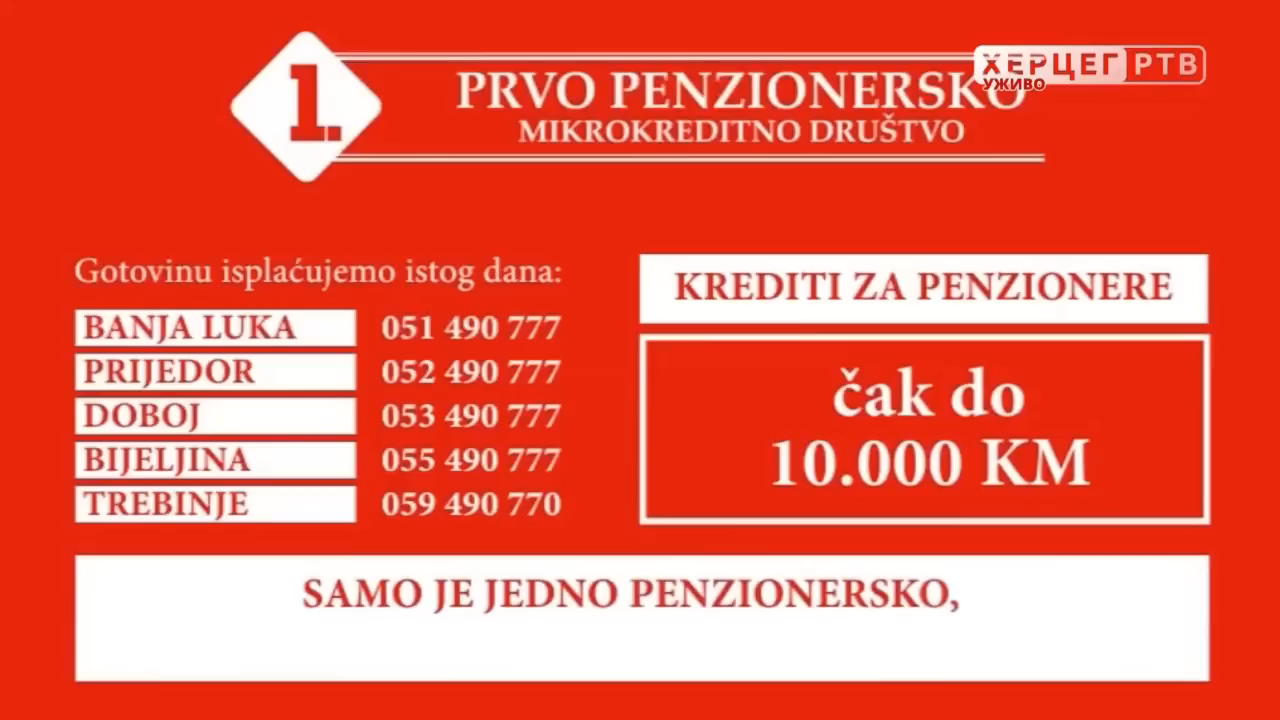 1.
PRVO PENZIONERSKO
MIKROKREDITNO DRUŠTVO
ХЕРЦЕГ РТВ
УЖИВО
Gotovinu isplaćujemo istog dana:
BANJA LUKA 051 490 777
PRIJEDOR 052 490 777
DOBOJ 053 490 777
BIJELJINA 055 490 777
TREBINJE 059 490 770
KREDITI ZA PENZIONERE
čak do
10.000 KM
SAMO JE JEDNO PENZIONERSKO,